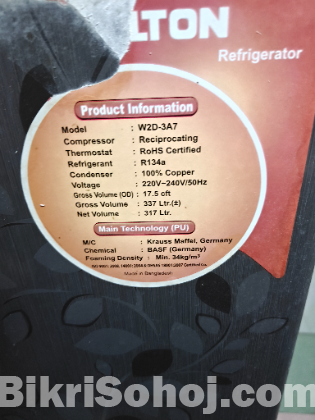 LTON
Refrigerator
Product Information
Model : W2D-3A7
Compressor : Reciprocating
Thermostat : RoHS Certified
Refrigerant : R134a
Condenser : 100% Copper
Voltage : 220V~240V/50Hz
Gross Volume (GD) : 17.5 cft
Gross Volume : 337 Ltr.(±)
Net Volume : 317 Ltr.
Main Technology (PU)
M/C : Krauss Maffei, Germany
Chemical : BASF (Germany)
Foaming Density : Min. 34kg/m³
Made in Bangladesh
BikriSohoj.com